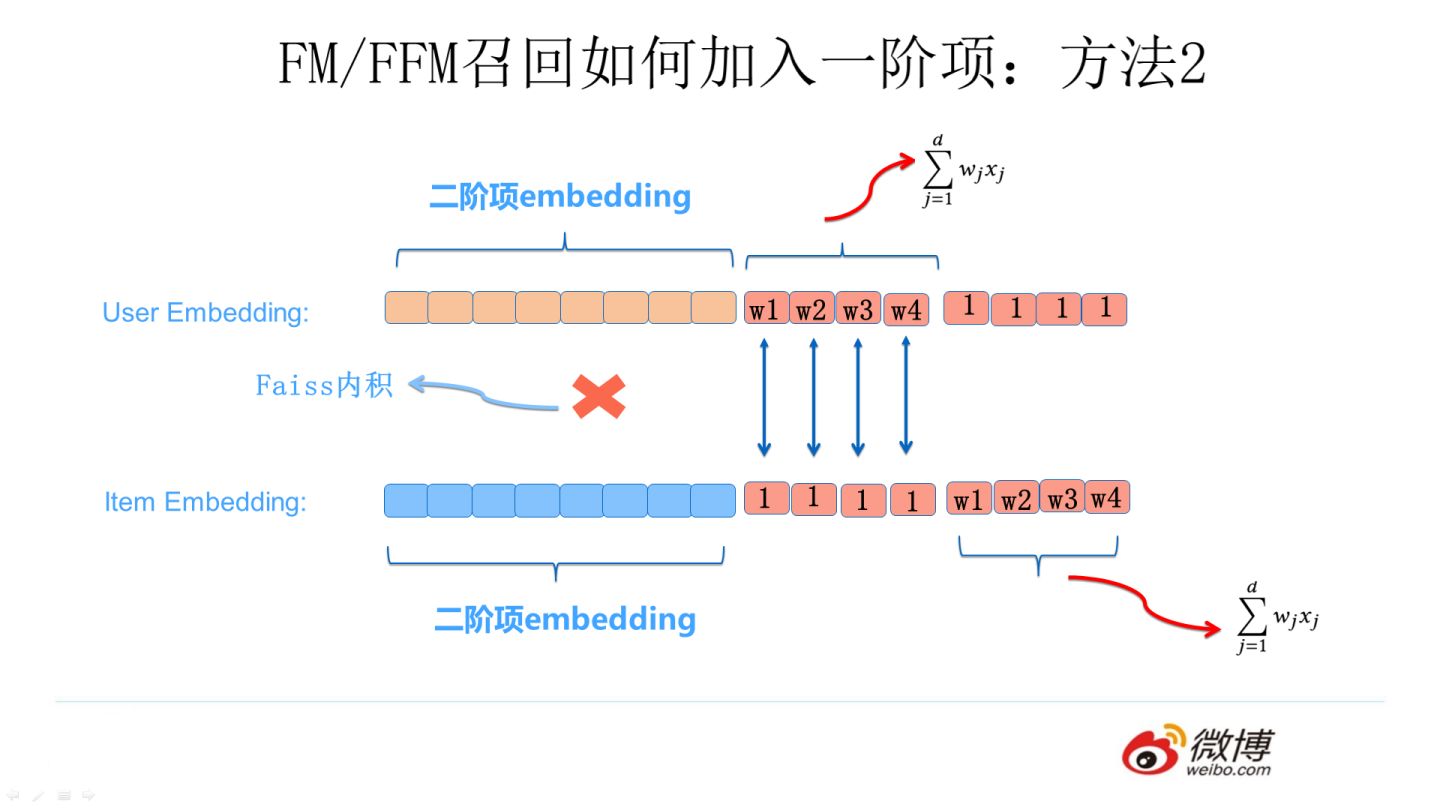 FM/FFM召回如何加入一阶项：方法2
二阶项embedding
\sum_{j=1}^{d} w_j x_j
User Embedding:
w1 w2 w3 w4 1 1 1 1
Faiss内积
Item Embedding:
1 1 1 1 w1 w2 w3 w4
二阶项embedding
\sum_{j=1}^{d} w_j x_j
微博
weibo.com